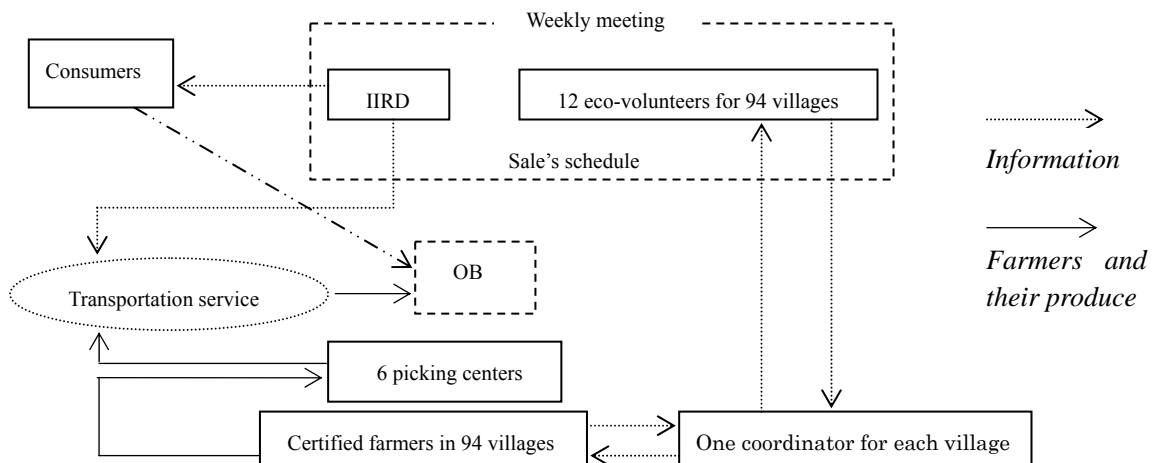 Weekly meeting
Consumers
IIRD
12 eco-volunteers for 94 villages
Sale's schedule
Information
Farmers and
their produce
OB
Transportation service
6 picking centers
Certified farmers in 94 villages
One coordinator for each village